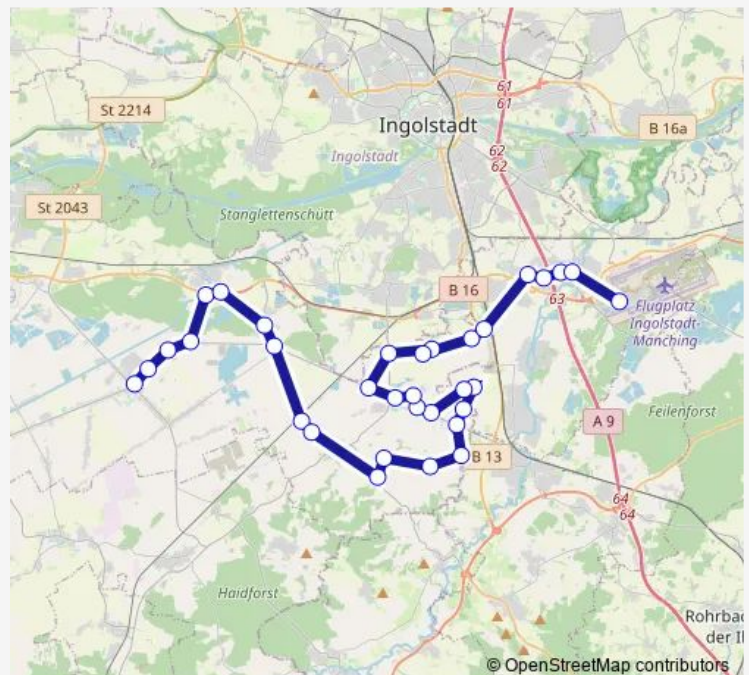 61
61
St 2214
Ingolstadt
B 16a
Ingolstadt
62
62
St 2043
Stanglettenschütt
B 16
63
Flugplatz
Ingolstadt-
Manching
Feilenforst
A 9
B 13
64
64
Haidforst
Rohrbac
der Il
© OpenStreetMap contributors